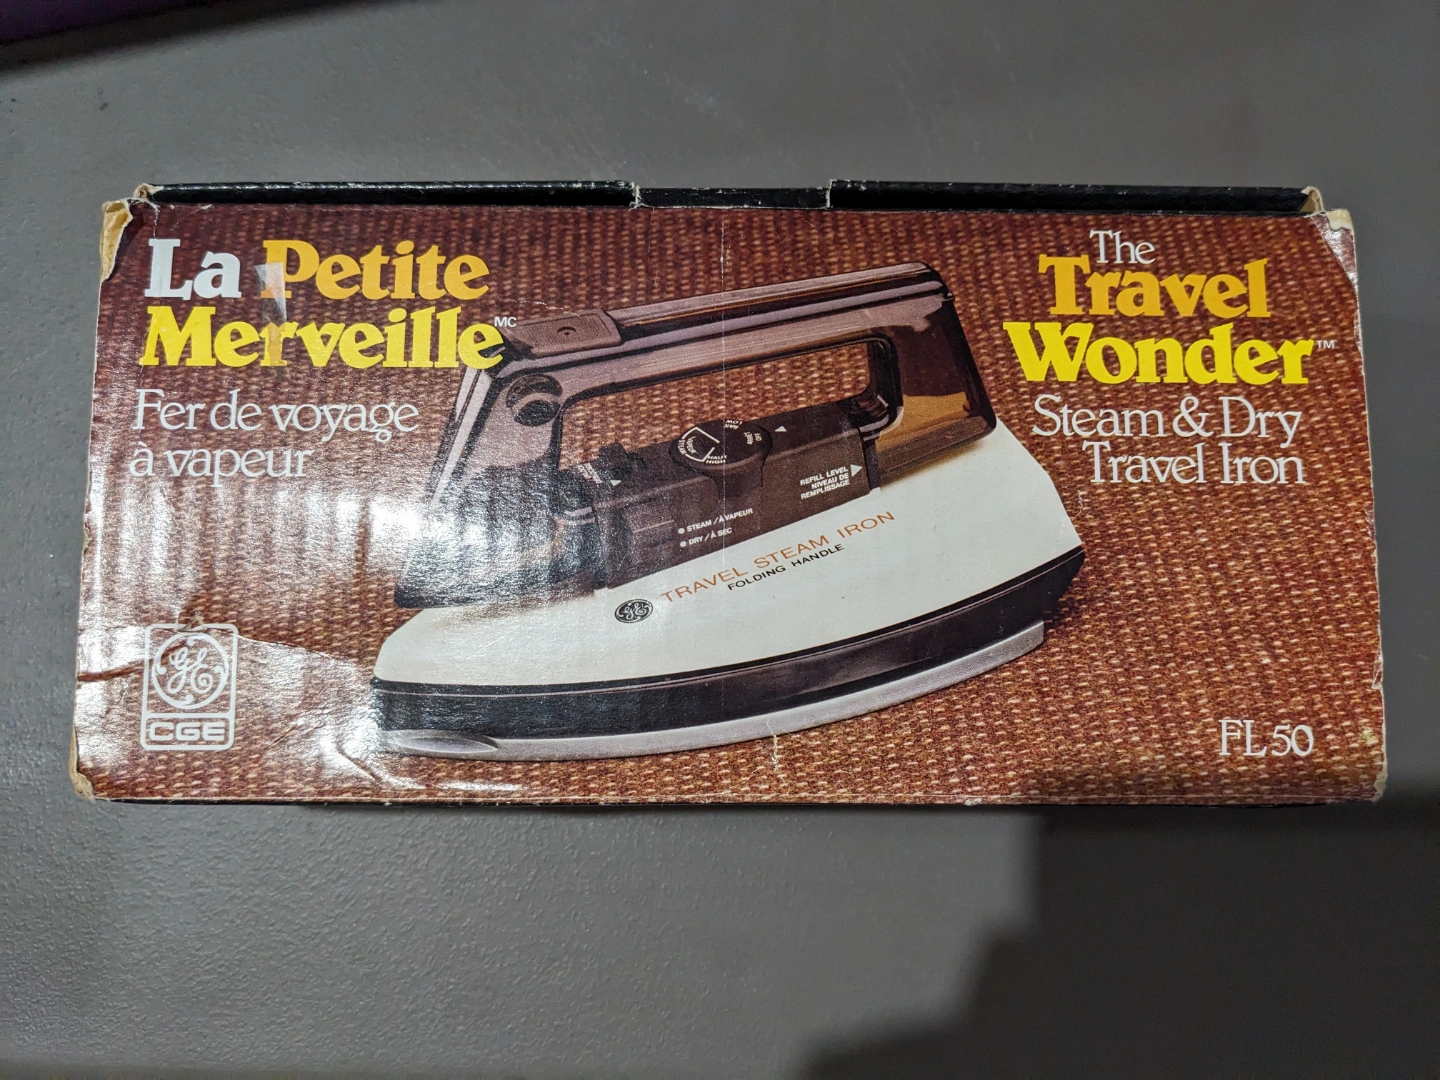 La Petite
Merveille MC
Fer de voyage
à vapeur
The
Travel
Wonder™
Steam & Dry
Travel Iron
REFILL LEVEL
NIVEAU DE
REMPLISSAGE
STEAM / À VAPEUR
DRY / À SEC
GE TRAVEL STEAM IRON
FOLDING HANDLE
GE
CGE
FL50